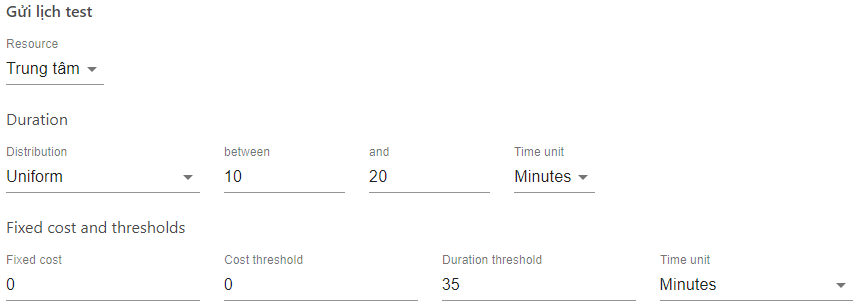 Gửi lịch test
Resource
Trung tâm
Duration
Distribution between and Time unit
Uniform 10 20 Minutes
Fixed cost and thresholds
Fixed cost Cost threshold Duration threshold Time unit
0 0 35 Minutes